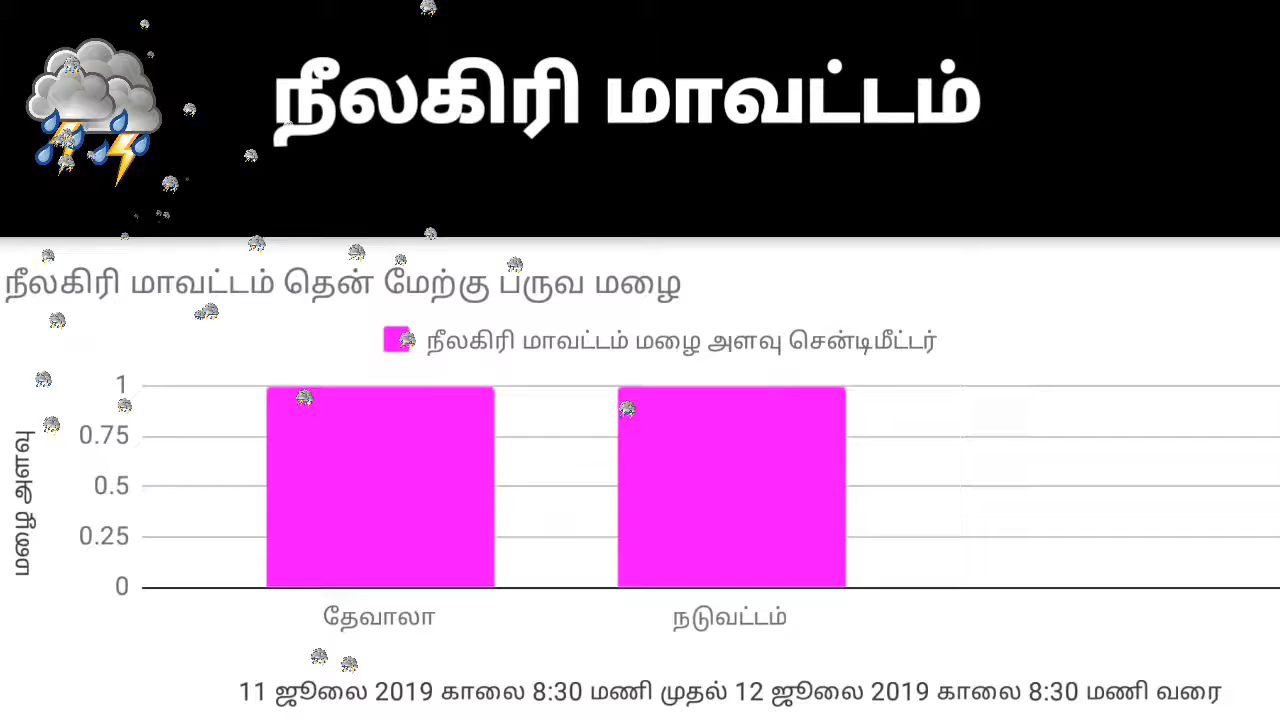 நீலகிரி மாவட்டம்
நீலகிரி மாவட்டம் தென் மேற்கு பருவ மழை
நீலகிரி மாவட்டம் மழை அளவு சென்டிமீட்டர்
மழை அளவு
1
0.75
0.5
0.25
0
தேவாலா நடுவட்டம்
11 ஜூலை 2019 காலை 8:30 மணி முதல் 12 ஜூலை 2019 காலை 8:30 மணி வரை